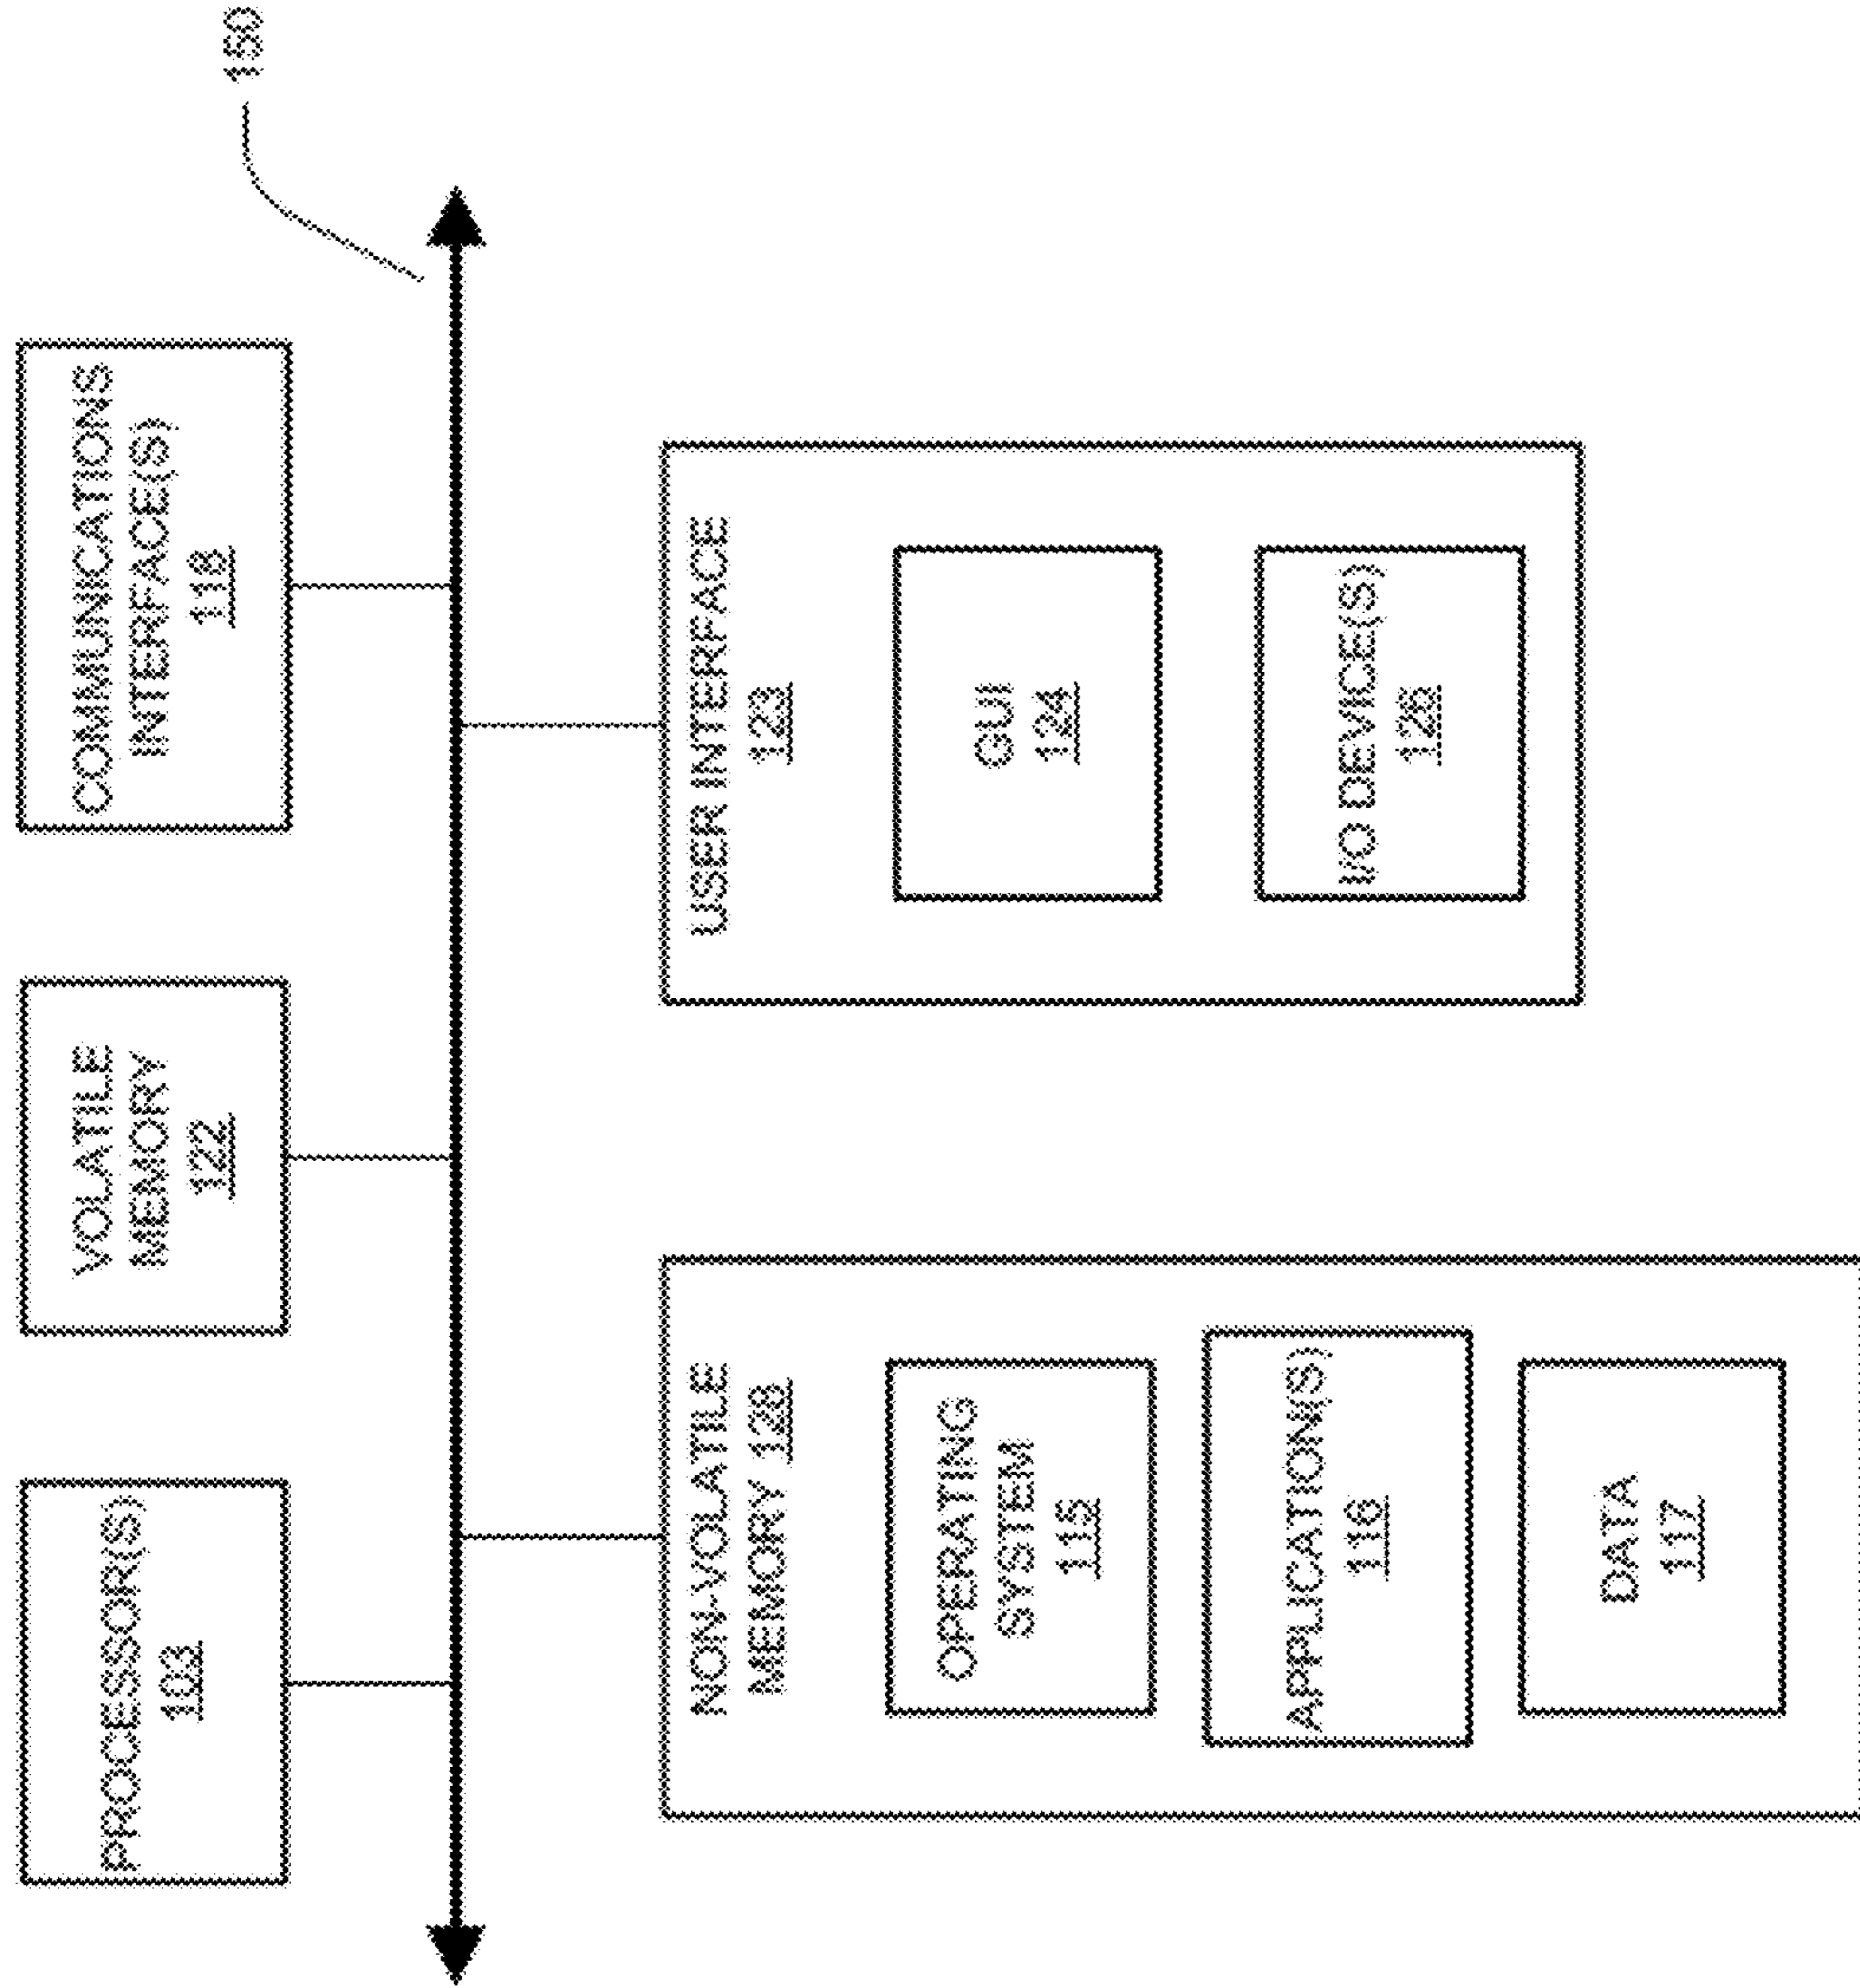 PROCESSOR(S)
103
VOLATILE
MEMORY
122
COMMUNICATIONS
INTERFACE(S)
118
150
NON-VOLATILE
MEMORY 128
OPERATING
SYSTEM
115
APPLICATION(S)
116
DATA
117
USER INTERFACE
123
GUI
124
I/O DEVICE(S)
126